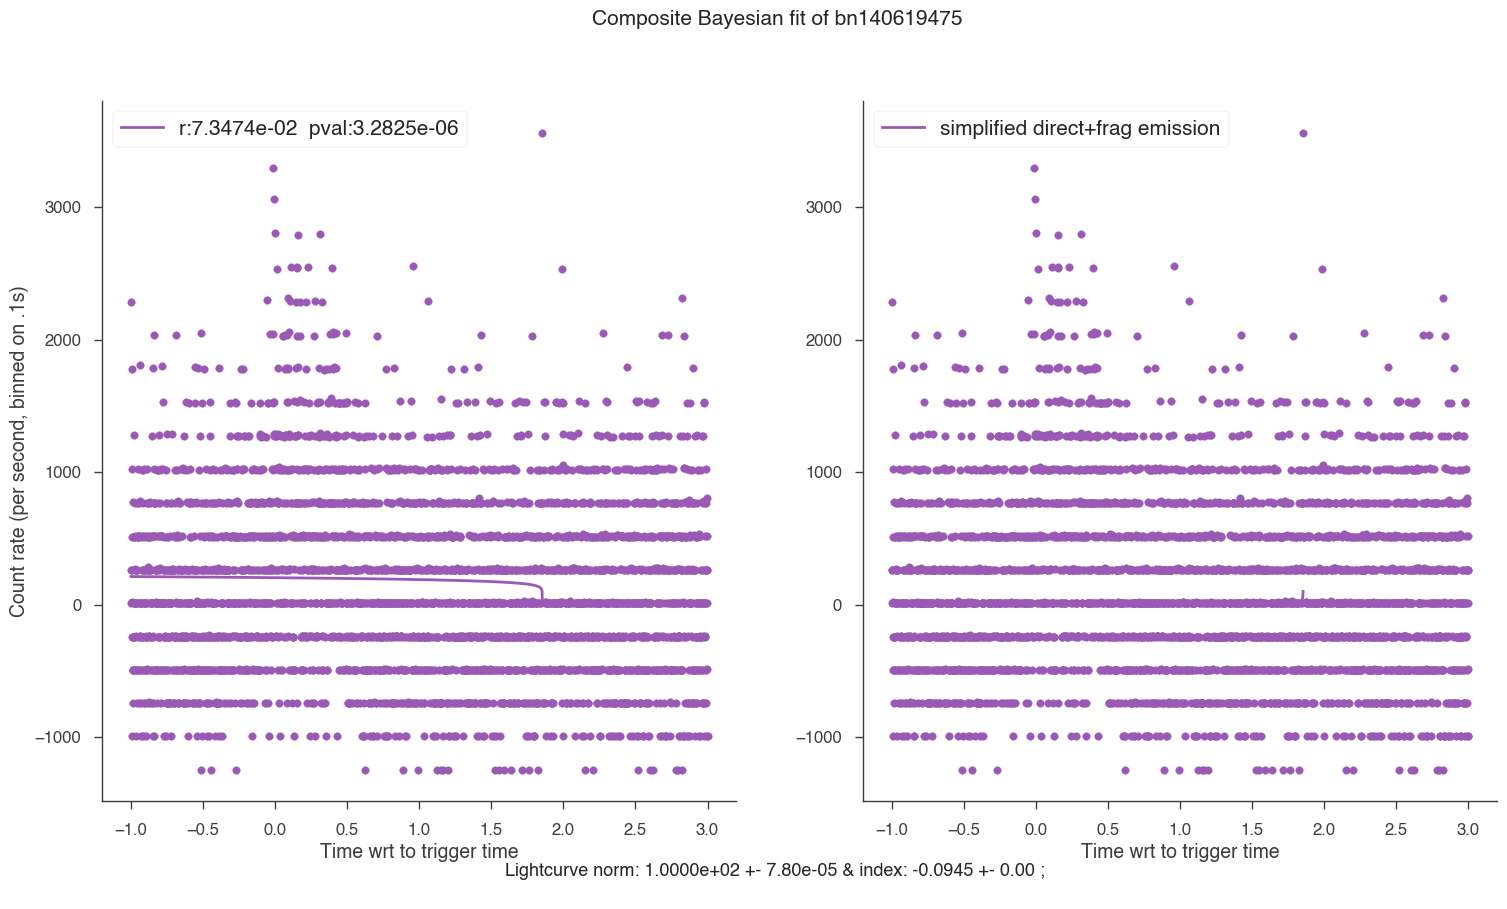 Composite Bayesian fit of bn140619475
r:7.3474e-02  pval:3.2825e-06
simplified direct+frag emission
Count rate (per second, binned on .1s)
3000
2000
1000
0
−1000
3000
2000
1000
0
−1000
−1.0 −0.5 0.0 0.5 1.0 1.5 2.0 2.5 3.0
−1.0 −0.5 0.0 0.5 1.0 1.5 2.0 2.5 3.0
Time wrt to trigger time
Time wrt to trigger time
Lightcurve norm: 1.0000e+02 +- 7.80e-05 & index: -0.0945 +- 0.00 ;